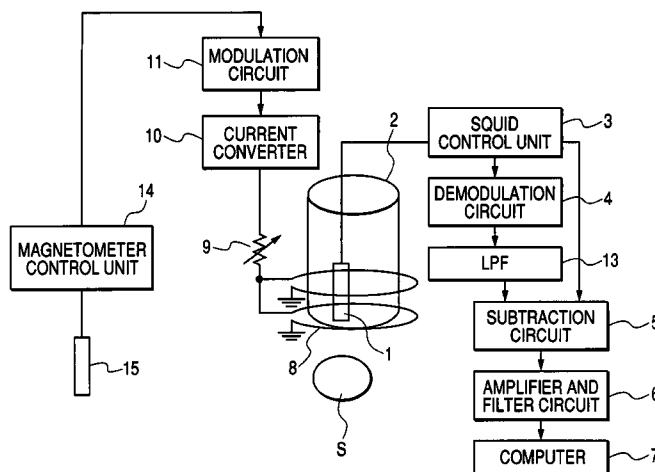 11
MODULATION
CIRCUIT
10
CURRENT
CONVERTER
2
SQUID
CONTROL UNIT
3
DEMODULATION
CIRCUIT
4
14
MAGNETOMETER
CONTROL UNIT
9
LPF
13
SUBTRACTION
CIRCUIT
5
15
8
1
S
AMPLIFIER AND
FILTER CIRCUIT
6
COMPUTER
7